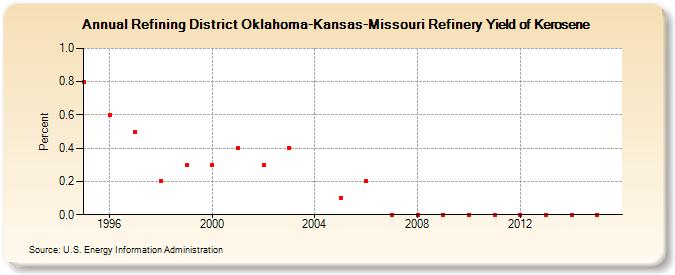 Annual Refining District Oklahoma-Kansas-Missouri Refinery Yield of Kerosene
Percent
1.0
0.8
0.6
0.4
0.2
0.0
1996 2000 2004 2008 2012
Source: U.S. Energy Information Administration